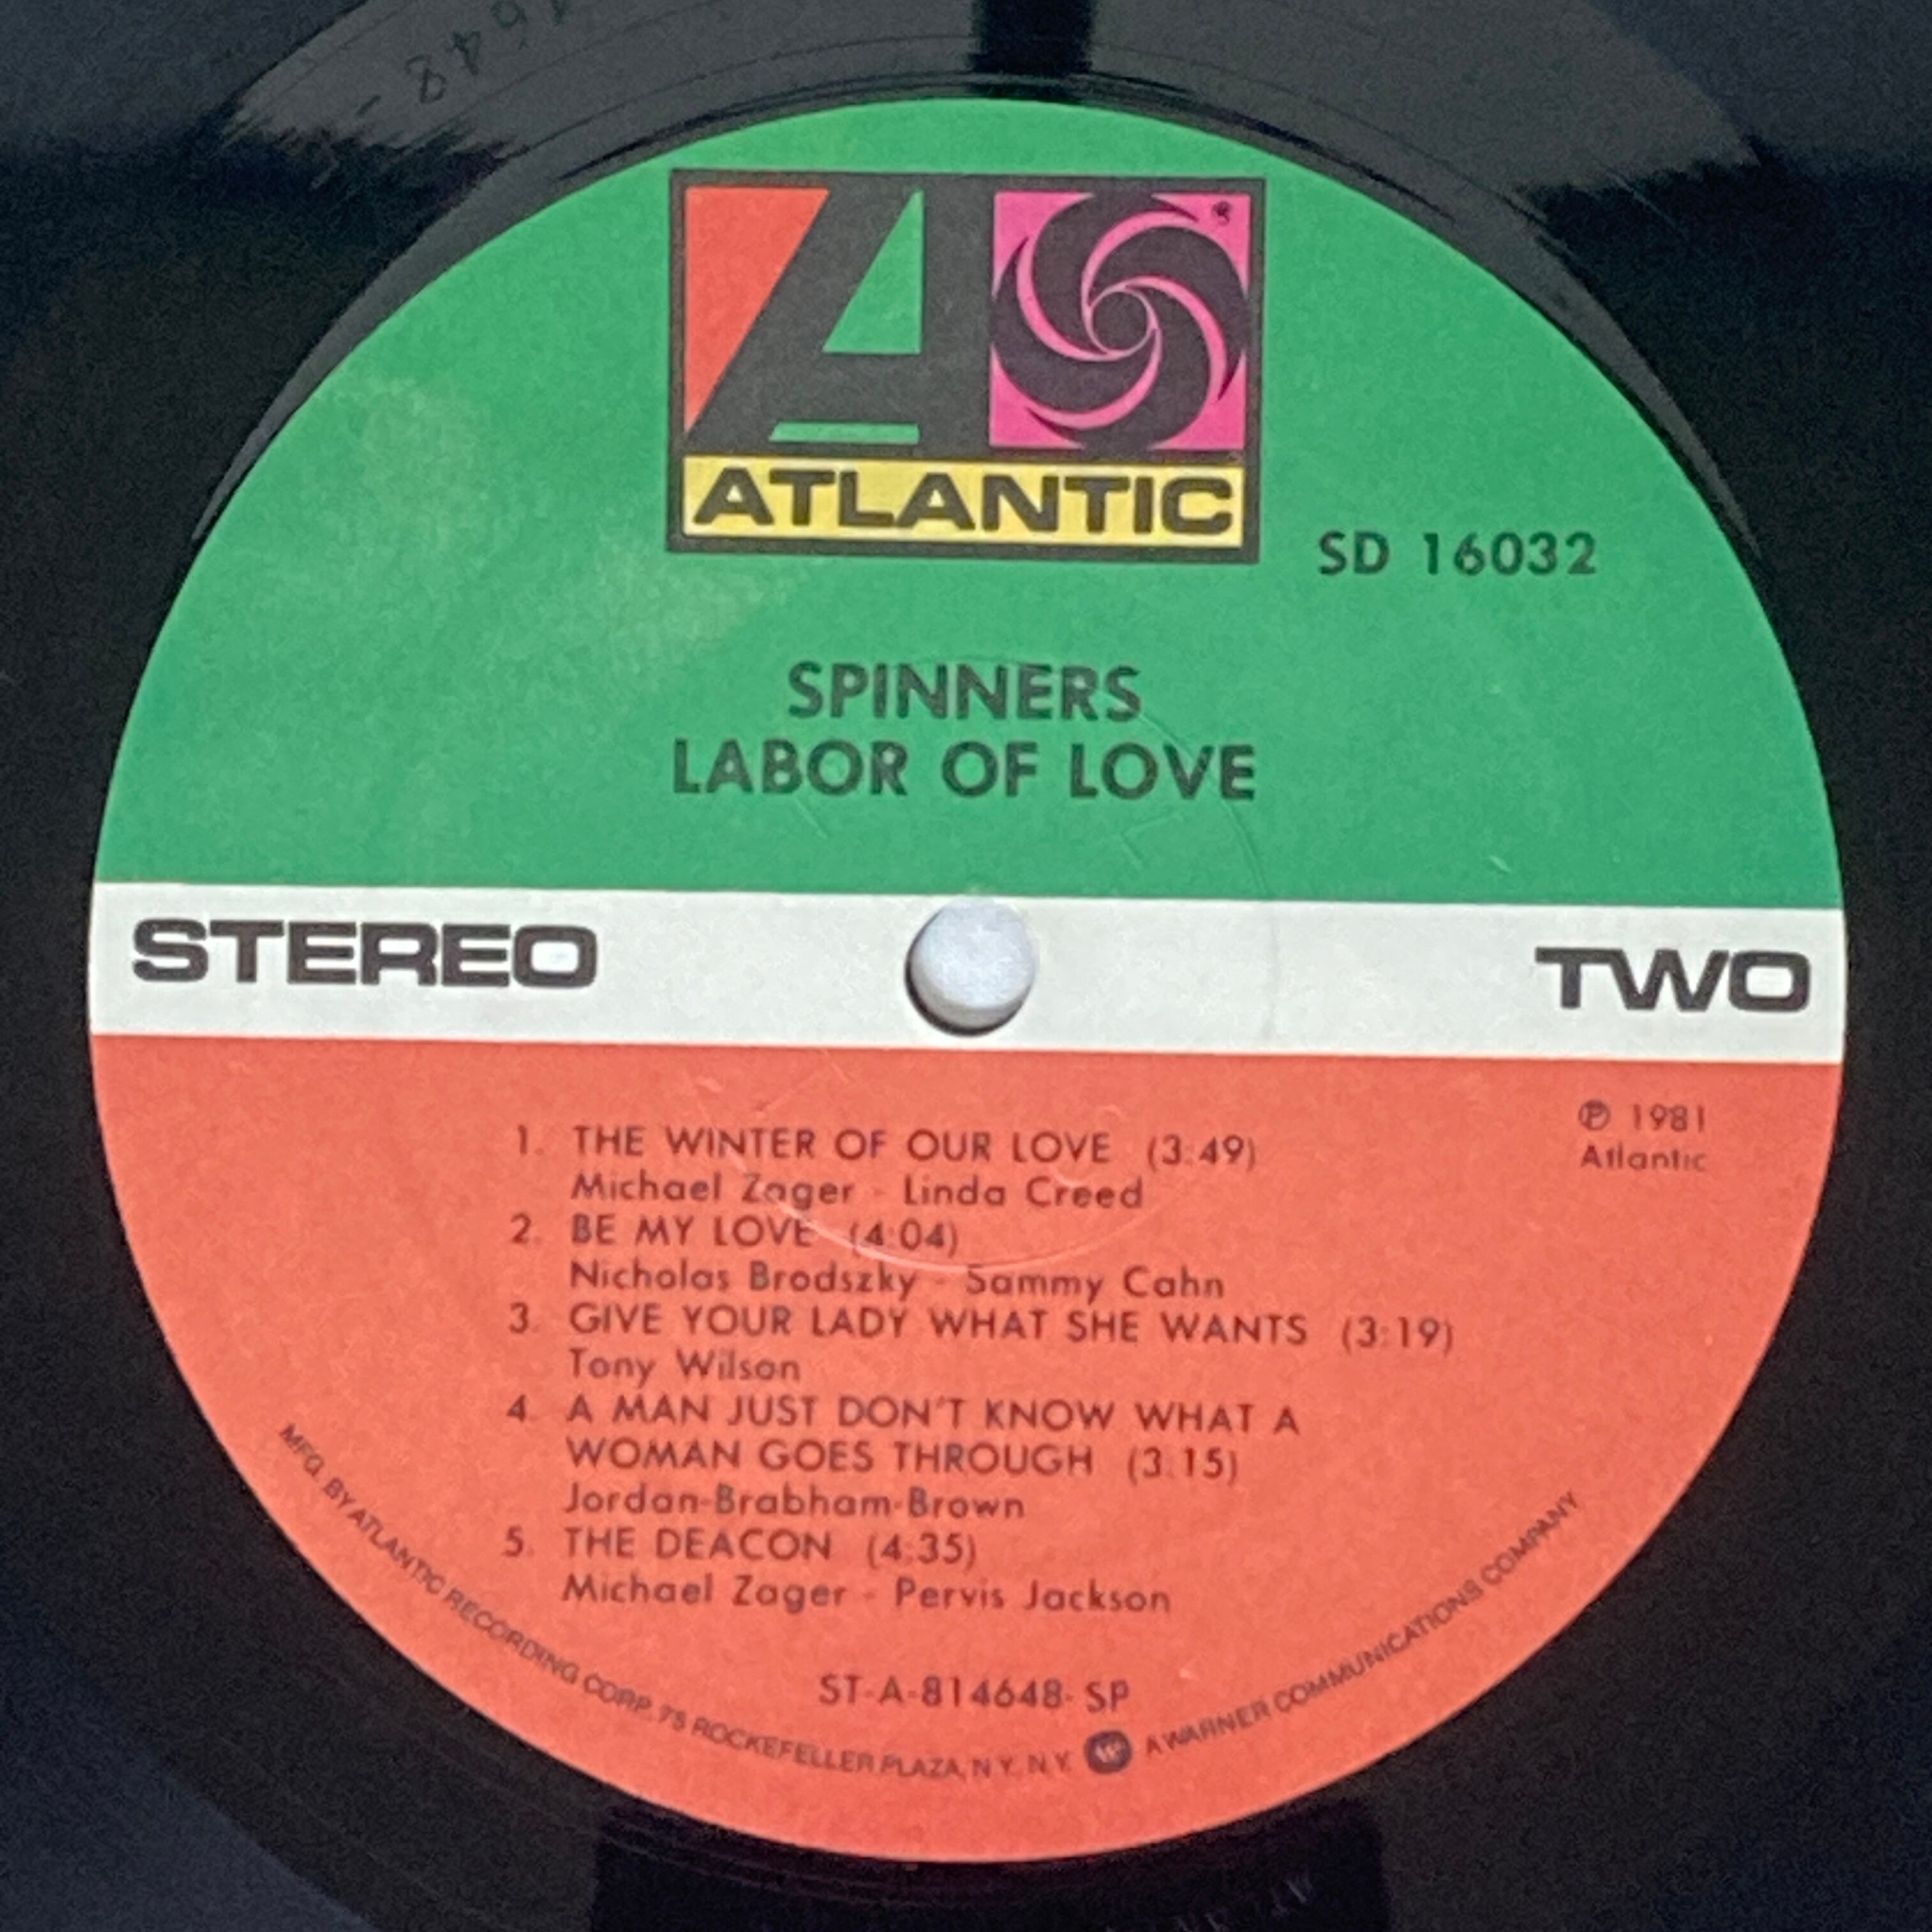 1648 -
ATLANTIC
SD 16032
SPINNERS
LABOR OF LOVE
STEREO
TWO
℗ 1981
Atlantic
1. THE WINTER OF OUR LOVE (3:49)
Michael Zager - Linda Creed
2. BE MY LOVE (4:04)
Nicholas Brodszky - Sammy Cahn
3. GIVE YOUR LADY WHAT SHE WANTS (3:19)
Tony Wilson
4. A MAN JUST DON'T KNOW WHAT A
WOMAN GOES THROUGH (3:15)
Jordan-Brabham-Brown
5. THE DEACON (4:35)
Michael Zager - Pervis Jackson
ST-A-814648-SP
MFG. BY ATLANTIC RECORDING CORP. 75 ROCKEFELLER PLAZA, N.Y. N.Y. A WARNER COMMUNICATIONS COMPANY